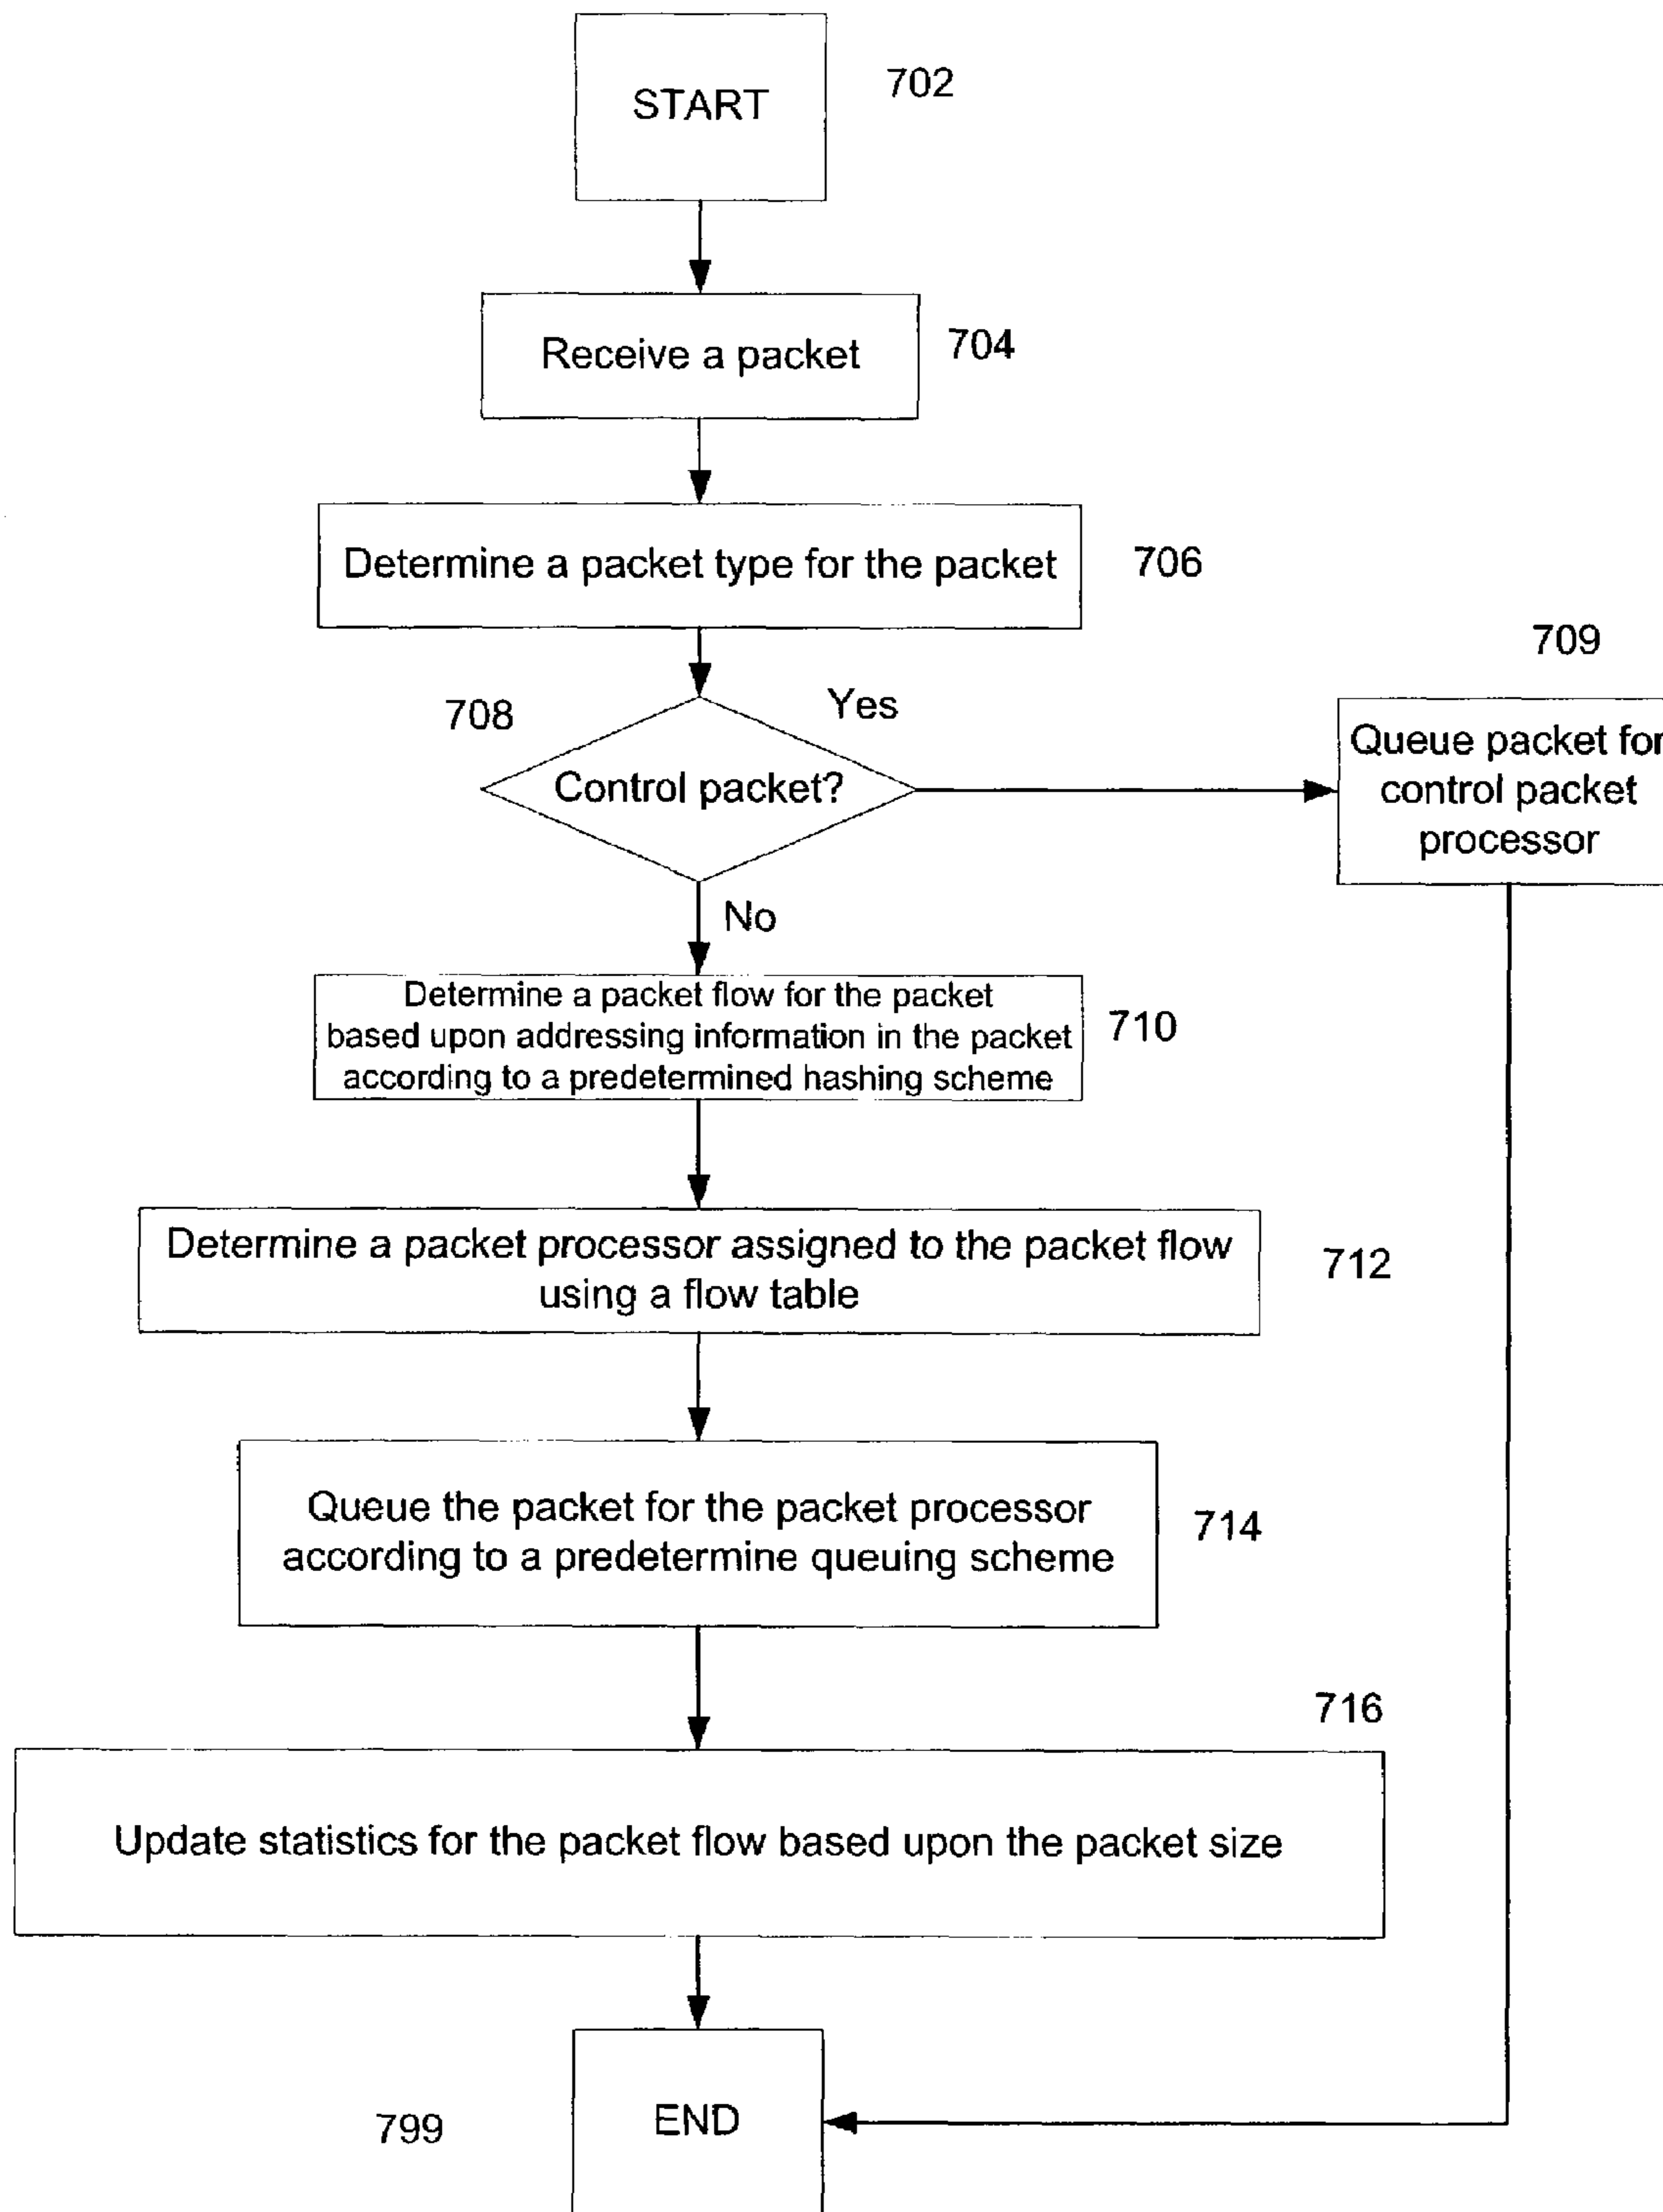 START
702
Receive a packet
704
Determine a packet type for the packet
706
709
708
Yes
Control packet?
Queue packet for
control packet
processor
No
Determine a packet flow for the packet
based upon addressing information in the packet
according to a predetermined hashing scheme
710
Determine a packet processor assigned to the packet flow
using a flow table
712
Queue the packet for the packet processor
according to a predetermine queuing scheme
714
716
Update statistics for the packet flow based upon the packet size
END
799